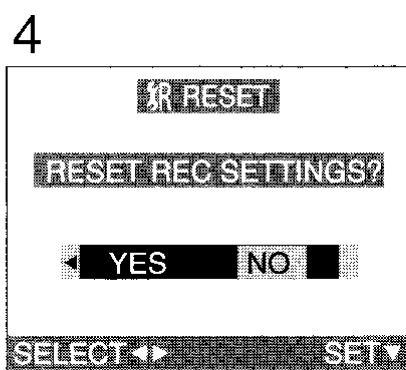 4
RESET
RESET REC SETTINGS?
◀ YES NO
SELECT◀▶ SET▼